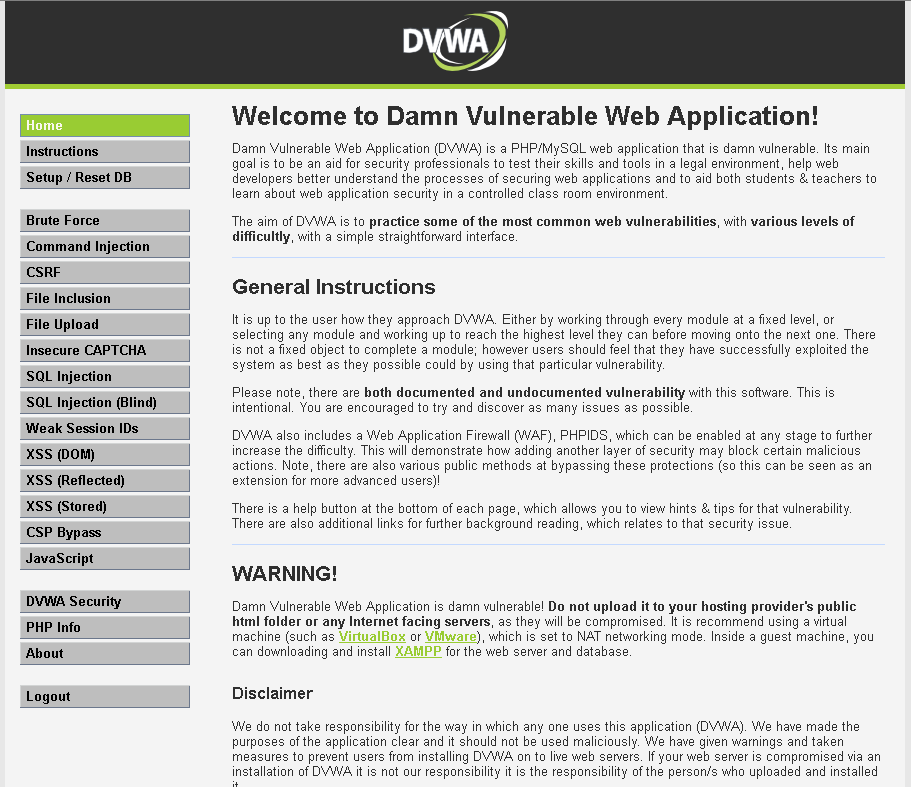 DVWA
Home
Instructions
Setup / Reset DB
Brute Force
Command Injection
CSRF
File Inclusion
File Upload
Insecure CAPTCHA
SQL Injection
SQL Injection (Blind)
Weak Session IDs
XSS (DOM)
XSS (Reflected)
XSS (Stored)
CSP Bypass
JavaScript
DVWA Security
PHP Info
About
Logout
Welcome to Damn Vulnerable Web Application!
Damn Vulnerable Web Application (DVWA) is a PHP/MySQL web application that is damn vulnerable. Its main
goal is to be an aid for security professionals to test their skills and tools in a legal environment, help web
developers better understand the processes of securing web applications and to aid both students & teachers to
learn about web application security in a controlled class room environment.
The aim of DVWA is to practice some of the most common web vulnerabilities, with various levels of
difficultly, with a simple straightforward interface.
General Instructions
It is up to the user how they approach DVWA. Either by working through every module at a fixed level, or
selecting any module and working up to reach the highest level they can before moving onto the next one. There
is not a fixed object to complete a module; however users should feel that they have successfully exploited the
system as best as they possible could by using that particular vulnerability.
Please note, there are both documented and undocumented vulnerability with this software. This is
intentional. You are encouraged to try and discover as many issues as possible.
DVWA also includes a Web Application Firewall (WAF), PHPIDS, which can be enabled at any stage to further
increase the difficulty. This will demonstrate how adding another layer of security may block certain malicious
actions. Note, there are also various public methods at bypassing these protections (so this can be seen as an
extension for more advanced users)!
There is a help button at the bottom of each page, which allows you to view hints & tips for that vulnerability.
There are also additional links for further background reading, which relates to that security issue.
WARNING!
Damn Vulnerable Web Application is damn vulnerable! Do not upload it to your hosting provider's public
html folder or any Internet facing servers, as they will be compromised. It is recommend using a virtual
machine (such as VirtualBox or VMware), which is set to NAT networking mode. Inside a guest machine, you
can downloading and install XAMPP for the web server and database.
Disclaimer
We do not take responsibility for the way in which any one uses this application (DVWA). We have made the
purposes of the application clear and it should not be used maliciously. We have given warnings and taken
measures to prevent users from installing DVWA on to live web servers. If your web server is compromised via an
installation of DVWA it is not our responsibility it is the responsibility of the person/s who uploaded and installed